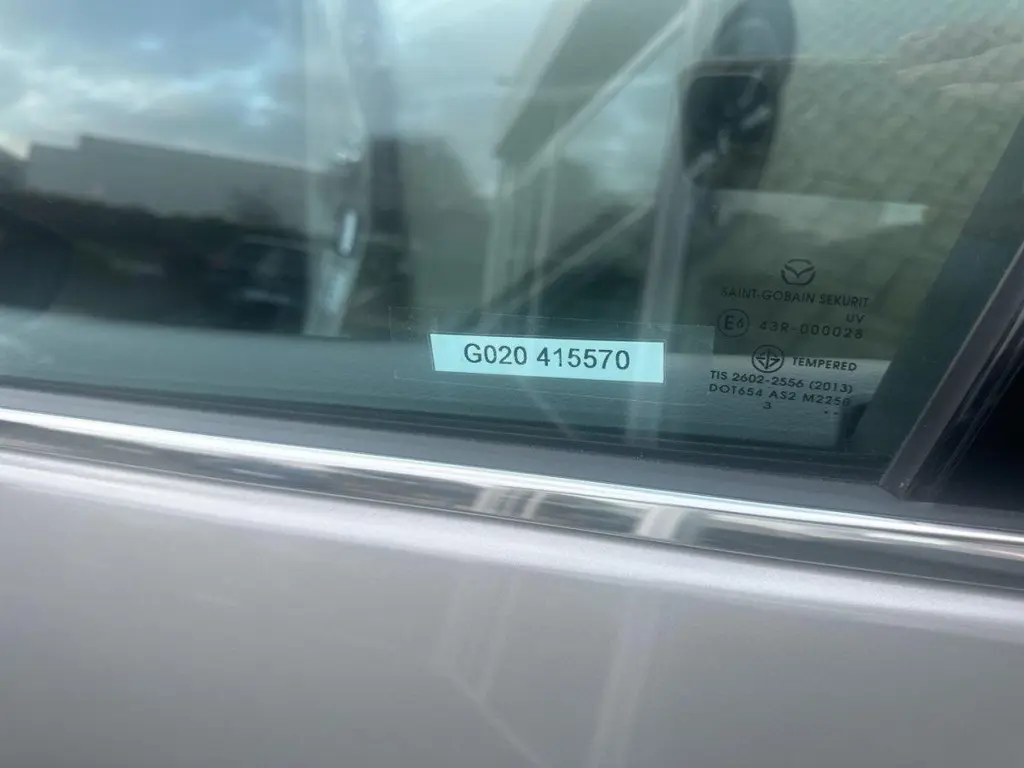 SAINT-GOBAIN SEKURIT
UV
E6 43R-000028
TEMPERED
TIS 2602-2556 (2013)
DOT654 AS2 M2250
3
G020 415570